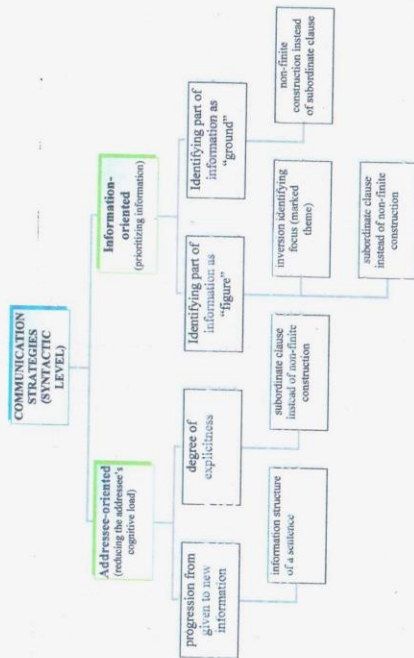 COMMUNICATION
STRATEGIES
(SYNTACTIC
LEVEL)
Addressee-oriented
(reducing the addressee's
cognitive load)
Information-
oriented
(prioritizing information)
progression from
given to new
information
degree of
explicitness
Identifying part of
information as
"figure"
Identifying part of
information as
"ground"
information structure
of a sentence
subordinate clause
instead of non-finite
construction
inversion identifying
focus (marked
theme)
non-finite
construction instead
of subordinate clause
subordinate clause
instead of non-finite
construction